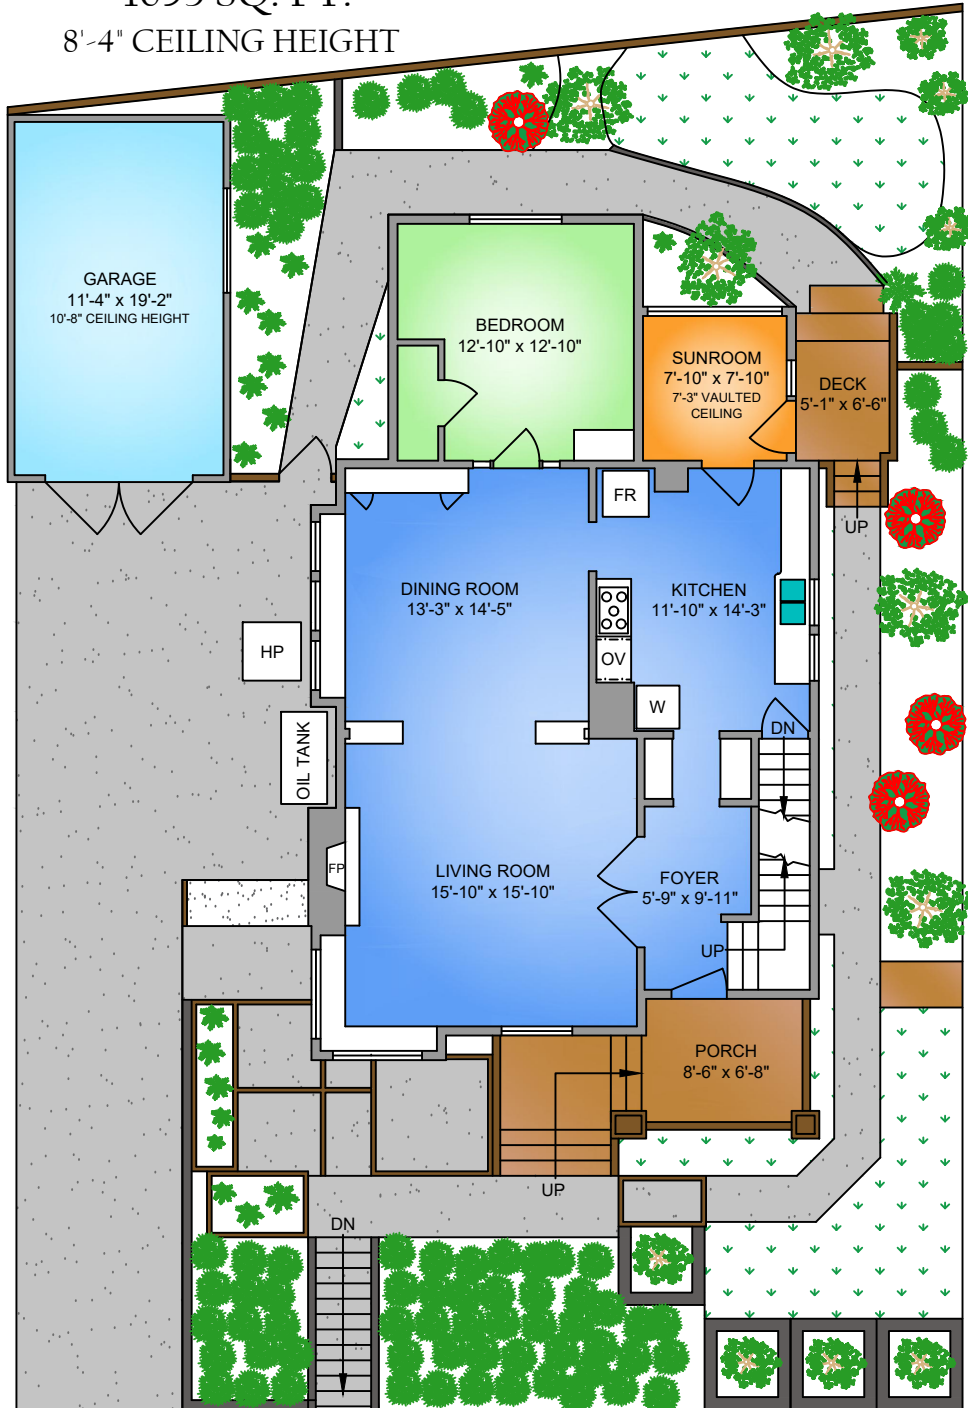 8'-4" CEILING HEIGHT
GARAGE
11'-4" x 19'-2"
10'-8" CEILING HEIGHT
BEDROOM
12'-10" x 12'-10"
SUNROOM
7'-10" x 7'-10"
7'-3" VAULTED
CEILING
DECK
5'-1" x 6'-6"
UP
FR
DINING ROOM
13'-3" x 14'-5"
KITCHEN
11'-10" x 14'-3"
HP
OV
W
DN
OIL TANK
FP
LIVING ROOM
15'-10" x 15'-10"
FOYER
5'-9" x 9'-11"
UP
PORCH
8'-6" x 6'-8"
UP
DN